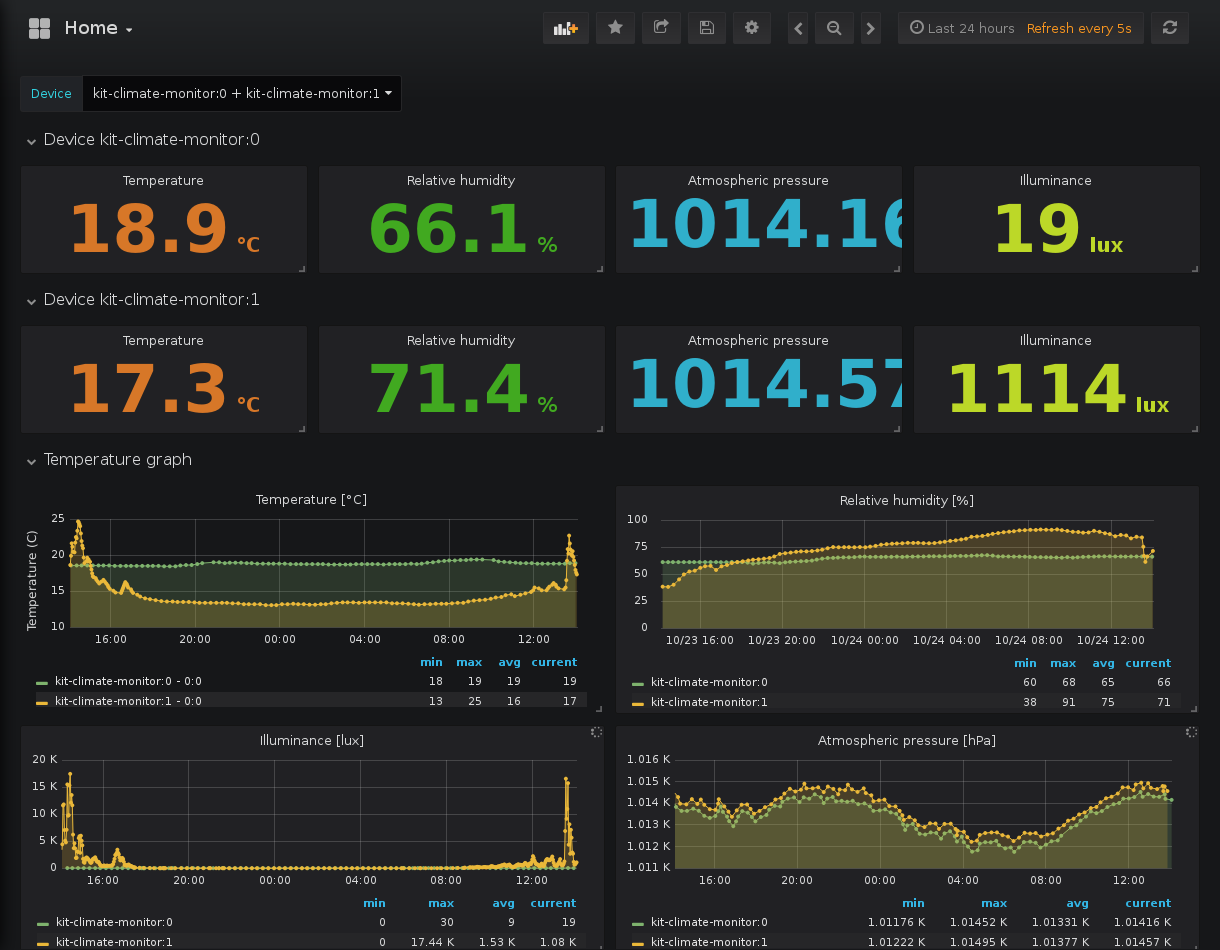 Home
Last 24 hours Refresh every 5s
Device kit-climate-monitor:0 + kit-climate-monitor:1
Device kit-climate-monitor:0
Temperature Relative humidity Atmospheric pressure Illuminance
18.9 °C 66.1 % 1014.16 19 lux
Device kit-climate-monitor:1
Temperature Relative humidity Atmospheric pressure Illuminance
17.3 °C 71.4 % 1014.57 1114 lux
Temperature graph
Temperature [°C]
Temperature (C)
25
20
15
10
16:00 20:00 00:00 04:00 08:00 12:00
min max avg current
kit-climate-monitor:0 - 0:0 18 19 19 19
kit-climate-monitor:1 - 0:0 13 25 16 17
Relative humidity [%]
100
75
50
25
0
10/23 16:00 10/23 20:00 10/24 00:00 10/24 04:00 10/24 08:00 10/24 12:00
min max avg current
kit-climate-monitor:0 60 68 65 66
kit-climate-monitor:1 38 91 75 71
Illuminance [lux]
20 K
15 K
10 K
5 K
0
16:00 20:00 00:00 04:00 08:00 12:00
min max avg current
kit-climate-monitor:0 0 30 9 19
kit-climate-monitor:1 0 17.44 K 1.53 K 1.08 K
Atmospheric pressure [hPa]
1.016 K
1.015 K
1.014 K
1.013 K
1.012 K
1.011 K
16:00 20:00 00:00 04:00 08:00 12:00
min max avg current
kit-climate-monitor:0 1.01176 K 1.01452 K 1.01331 K 1.01416 K
kit-climate-monitor:1 1.01222 K 1.01495 K 1.01377 K 1.01457 K